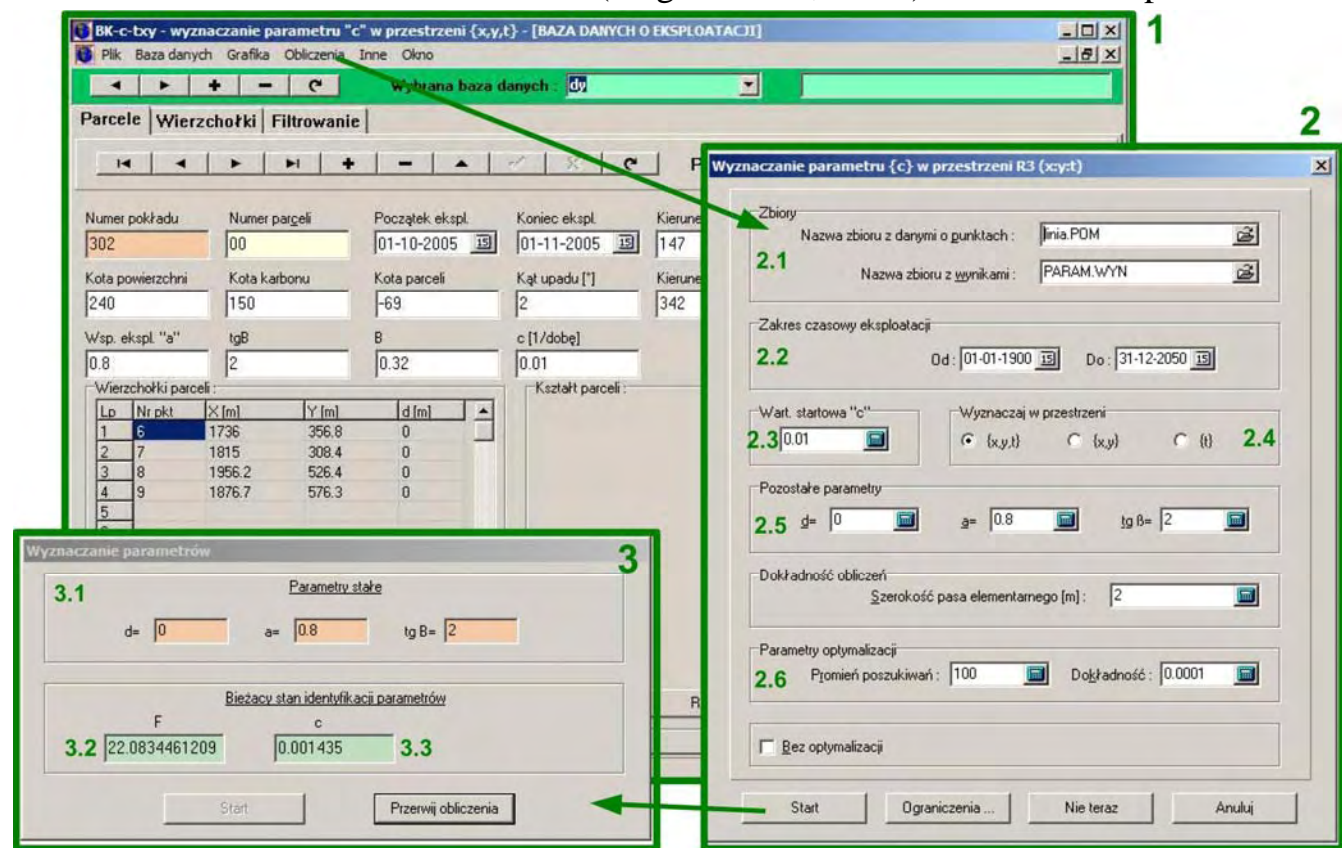 1
BK-c-txy - wyznaczanie parametru "c" w przestrzeni {x,y,t} - [BAZA DANYCH O EKSPLOATACJI]
Plik Baza danych Grafika Obliczenia Inne Okno
Wybrana baza danych : dy
Parcele Wierzchołki Filtrowanie
Numer pokładu Numer parceli Początek ekspl. Koniec ekspl. Kierune
302 00 01-10-2005 15 01-11-2005 15 147
Kota powierzchni Kota karbonu Kota parceli Kąt upadu [°] Kierune
240 150 -69 2 342
Wsp. ekspl. "a" tgB B c [1/dobę]
0.8 2 0.32 0.01
Wierzchołki parceli : Kształt parceli :
Lp Nr pkt X [m] Y [m] d [m]
1 6 1736 356.8 0
2 7 1815 308.4 0
3 8 1956.2 526.4 0
4 9 1876.7 576.3 0
5
2
Wyznaczanie parametru {c} w przestrzeni R3 (x:y:t)
Zbiory
2.1
Nazwa zbioru z danymi o punktach : linia.POM
Nazwa zbioru z wynikami : PARAM.WYN
Zakres czasowy eksploatacji
2.2 Od : 01-01-1900 15 Do : 31-12-2050 15
Wart. startowa "c" Wyznaczaj w przestrzeni
2.3 0.01 {x,y,t} {x,y} {t} 2.4
Pozostałe parametry
2.5 d= 0 a= 0.8 tg ß= 2
Dokładność obliczeń
Szerokość pasa elementarnego [m] : 2
Parametry optymalizacji
2.6 Promień poszukiwań : 100 Dokładność : 0.0001
Bez optymalizacji
Start Ograniczenia ... Nie teraz Anuluj
3
Wyznaczanie parametrów
3.1 Parametry stałe
d= 0 a= 0.8 tg B= 2
Bieżacy stan identyfikacji parametrów
F c
3.2 22.0834461209 0.001435 3.3
Start Przerwij obliczenia